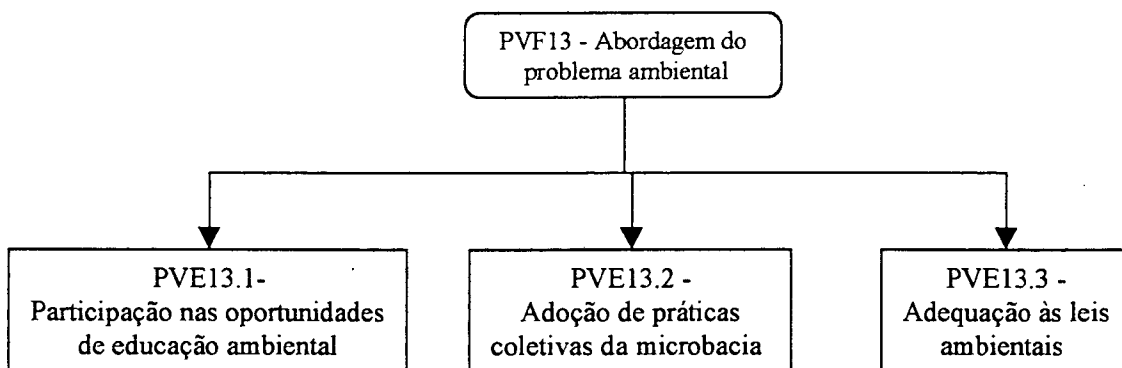 PVF13 - Abordagem do
problema ambiental
PVE13.1-
Participação nas oportunidades
de educação ambiental
PVE13.2 -
Adoção de práticas
coletivas da microbacia
PVE13.3 -
Adequação às leis
ambientais